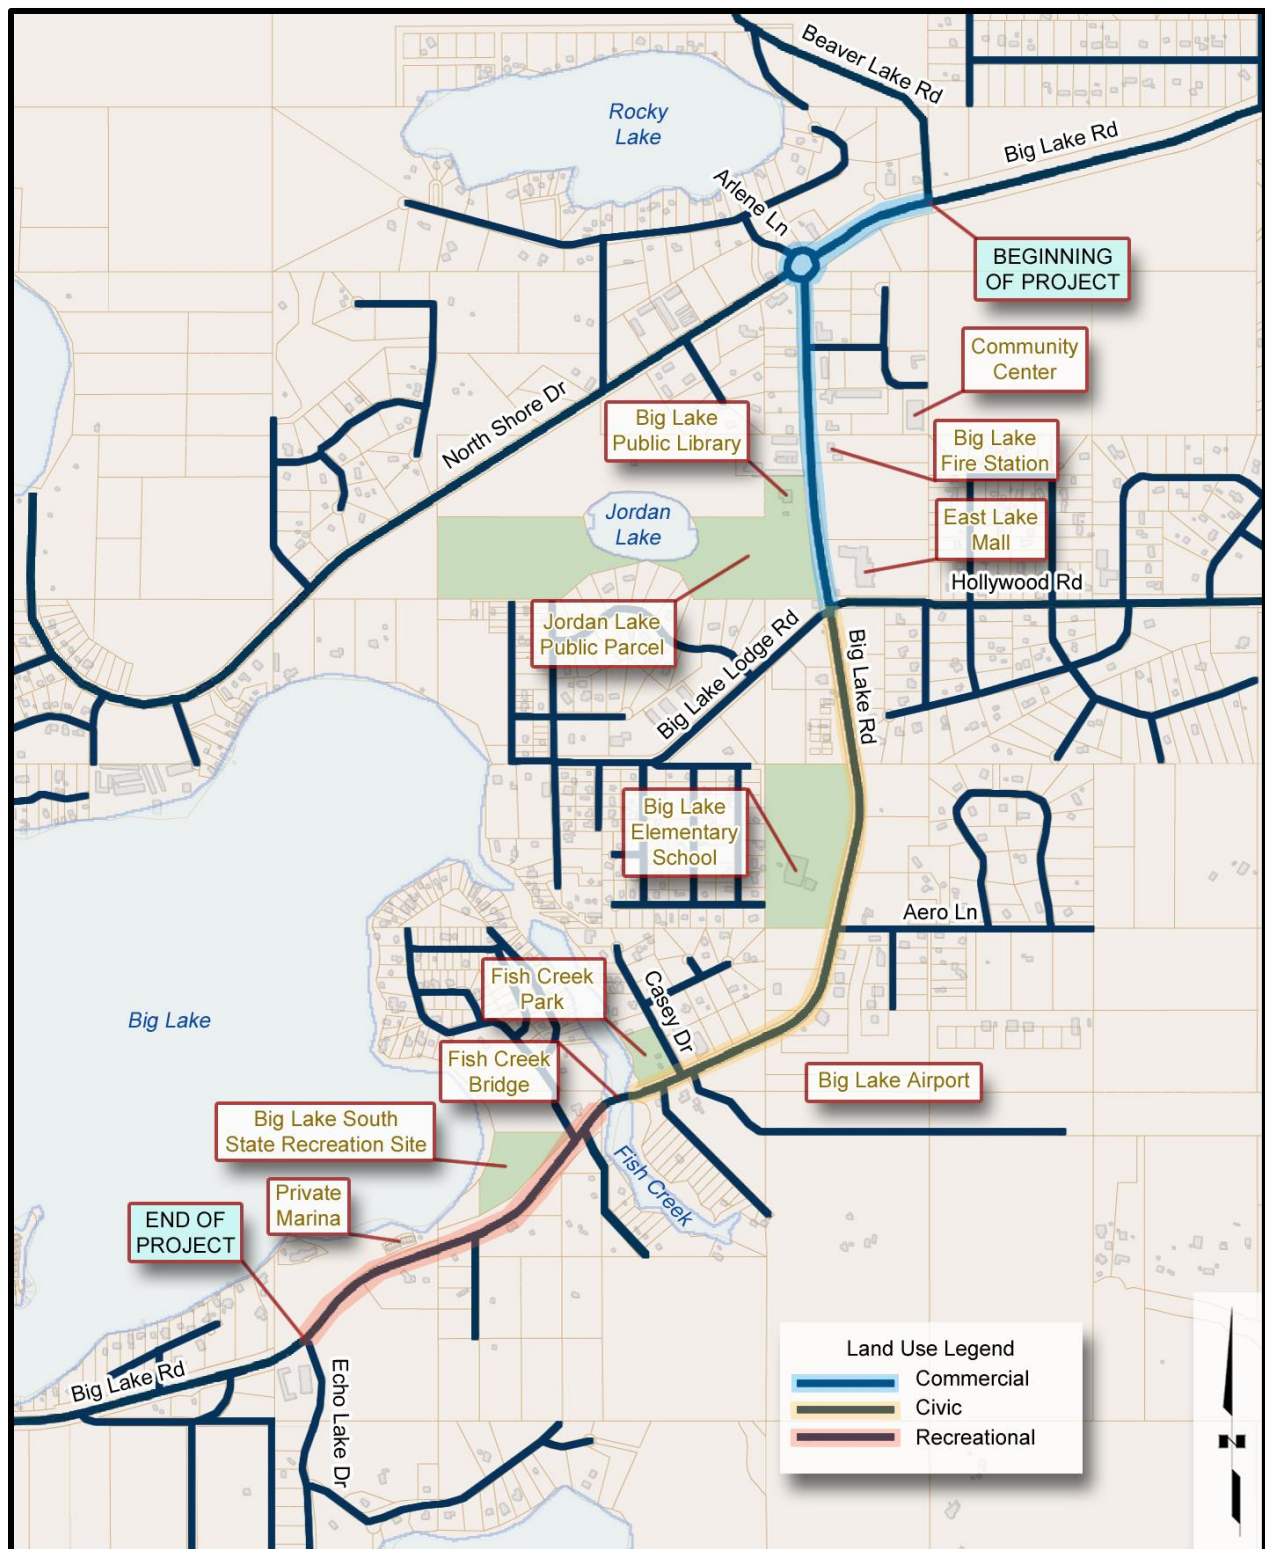 Beaver Lake Rd
Rocky
Lake
Big Lake Rd
Arlene Ln
BEGINNING
OF PROJECT
Community
Center
North Shore Dr
Big Lake
Public Library
Big Lake
Fire Station
Jordan
Lake
East Lake
Mall
Hollywood Rd
Jordan Lake
Public Parcel
Big Lake Lodge Rd
Big Lake Rd
Big Lake
Elementary
School
Aero Ln
Fish Creek
Park
Casey Dr
Big Lake
Fish Creek
Bridge
Big Lake Airport
Big Lake South
State Recreation Site
Fish Creek
Private
Marina
END OF
PROJECT
Land Use Legend
Commercial
Civic
Recreational
Big Lake Rd
Echo Lake Dr
N